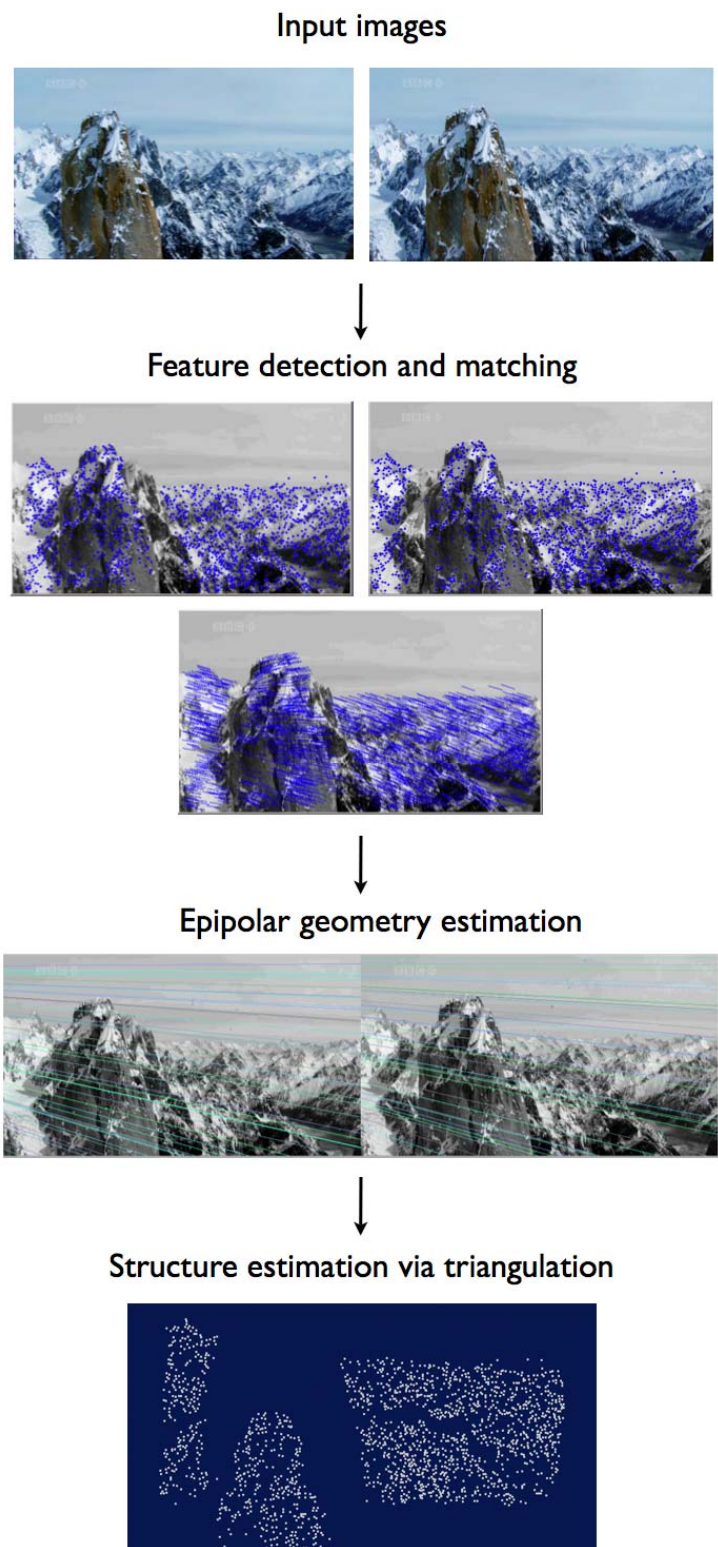 Input images
Feature detection and matching
Epipolar geometry estimation
Structure estimation via triangulation